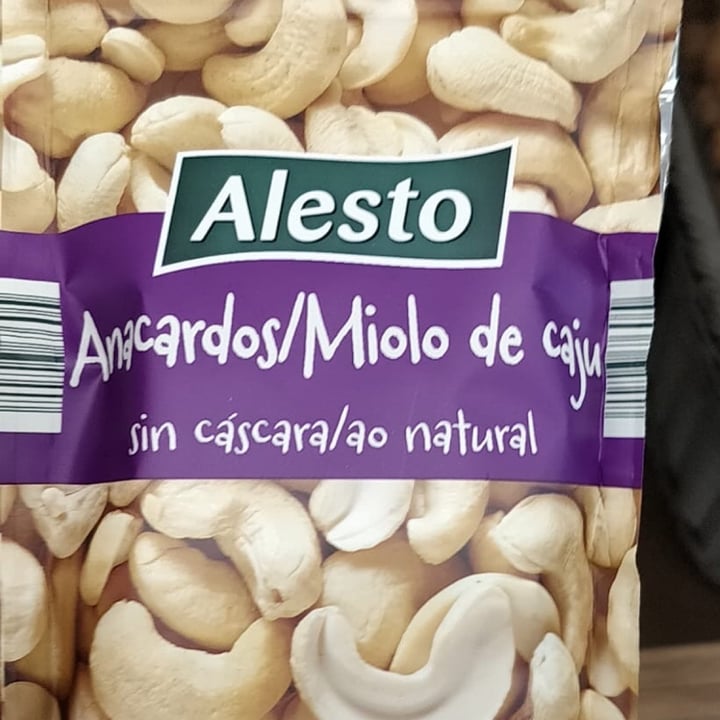 Alesto
Anacardos/Miolo de caju
sin cáscara/ao natural